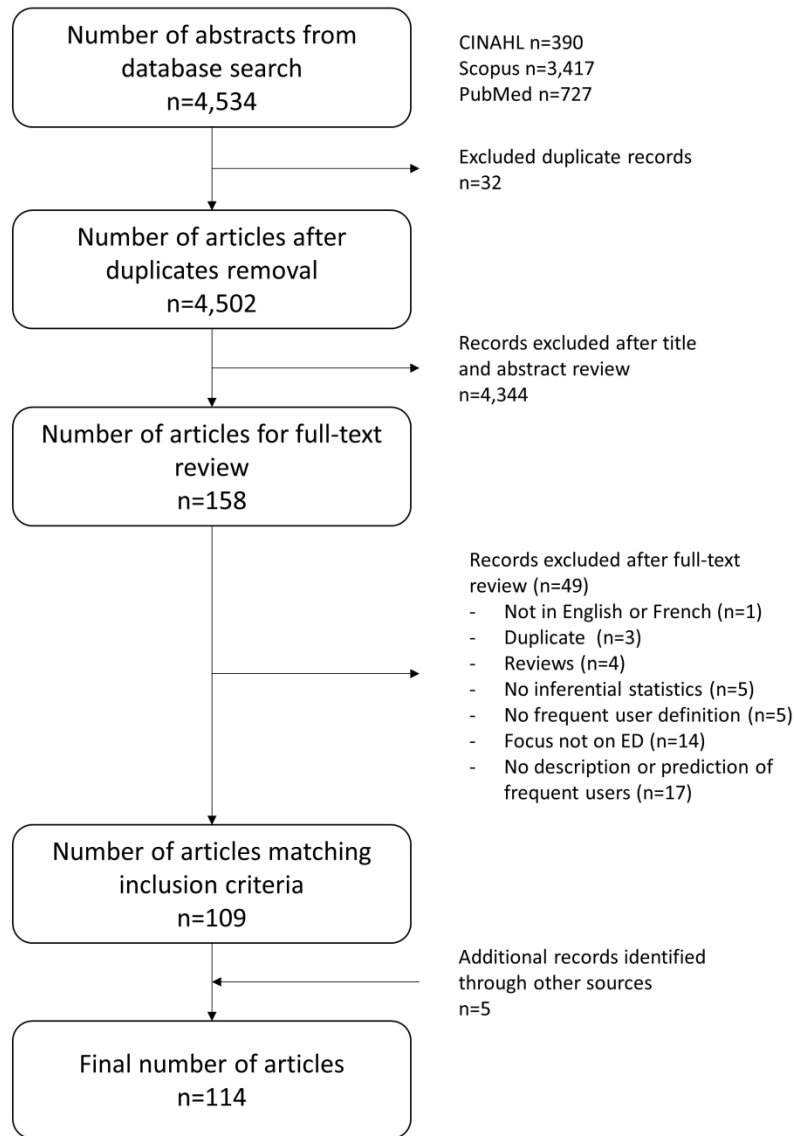 Number of abstracts from
database search
n=4,534
CINAHL n=390
Scopus n=3,417
PubMed n=727
Excluded duplicate records
n=32
Number of articles after
duplicates removal
n=4,502
Records excluded after title
and abstract review
n=4,344
Number of articles for full-text
review
n=158
Records excluded after full-text
review (n=49)
- Not in English or French (n=1)
- Duplicate (n=3)
- Reviews (n=4)
- No inferential statistics (n=5)
- No frequent user definition (n=5)
- Focus not on ED (n=14)
- No description or prediction of
frequent users (n=17)
Number of articles matching
inclusion criteria
n=109
Additional records identified
through other sources
n=5
Final number of articles
n=114